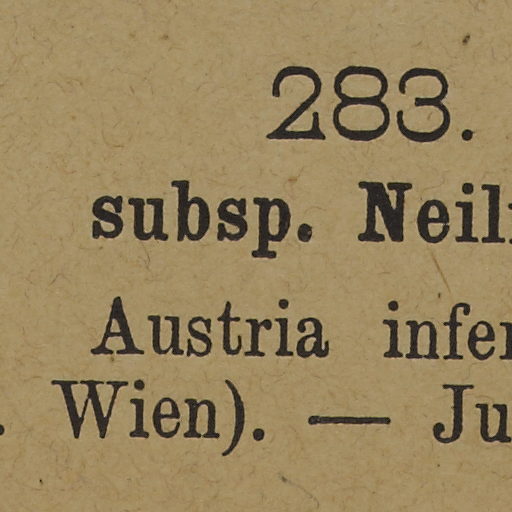 283.
subsp. Neil
Austria infer
. Wien). — Ju